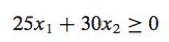 25x₁ + 30x₂ ≥ 0